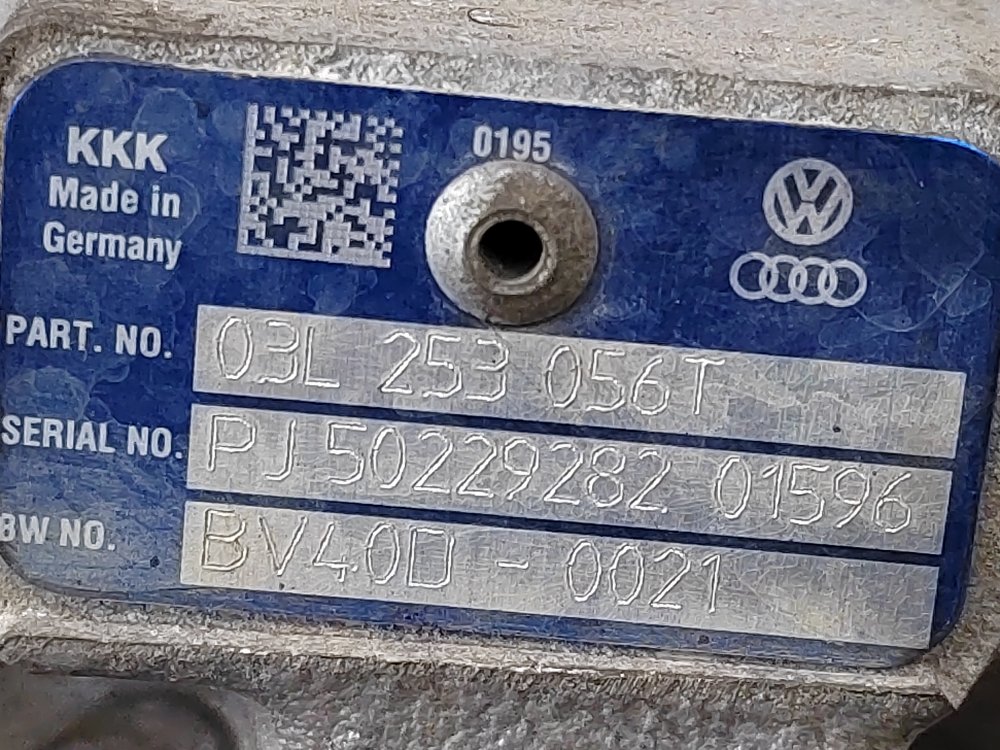 KKK
Made in
Germany
0195
PART. NO. 03L 253 056T
SERIAL NO. PJ 50229282 01596
BW NO. BV40D - 0021